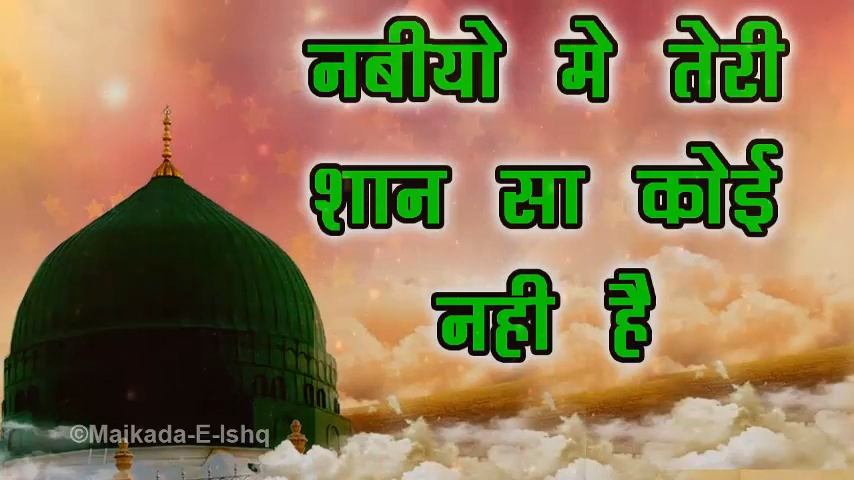 नबीयो मे तेरी
शान सा कोई
नही है
©Maikada-E-Ishq